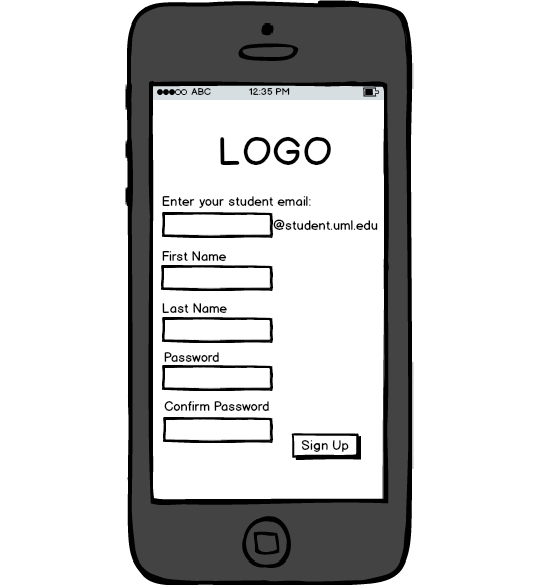 ABC 12:35 PM
LOGO
Enter your student email:
@student.uml.edu
First Name
Last Name
Password
Confirm Password
Sign Up